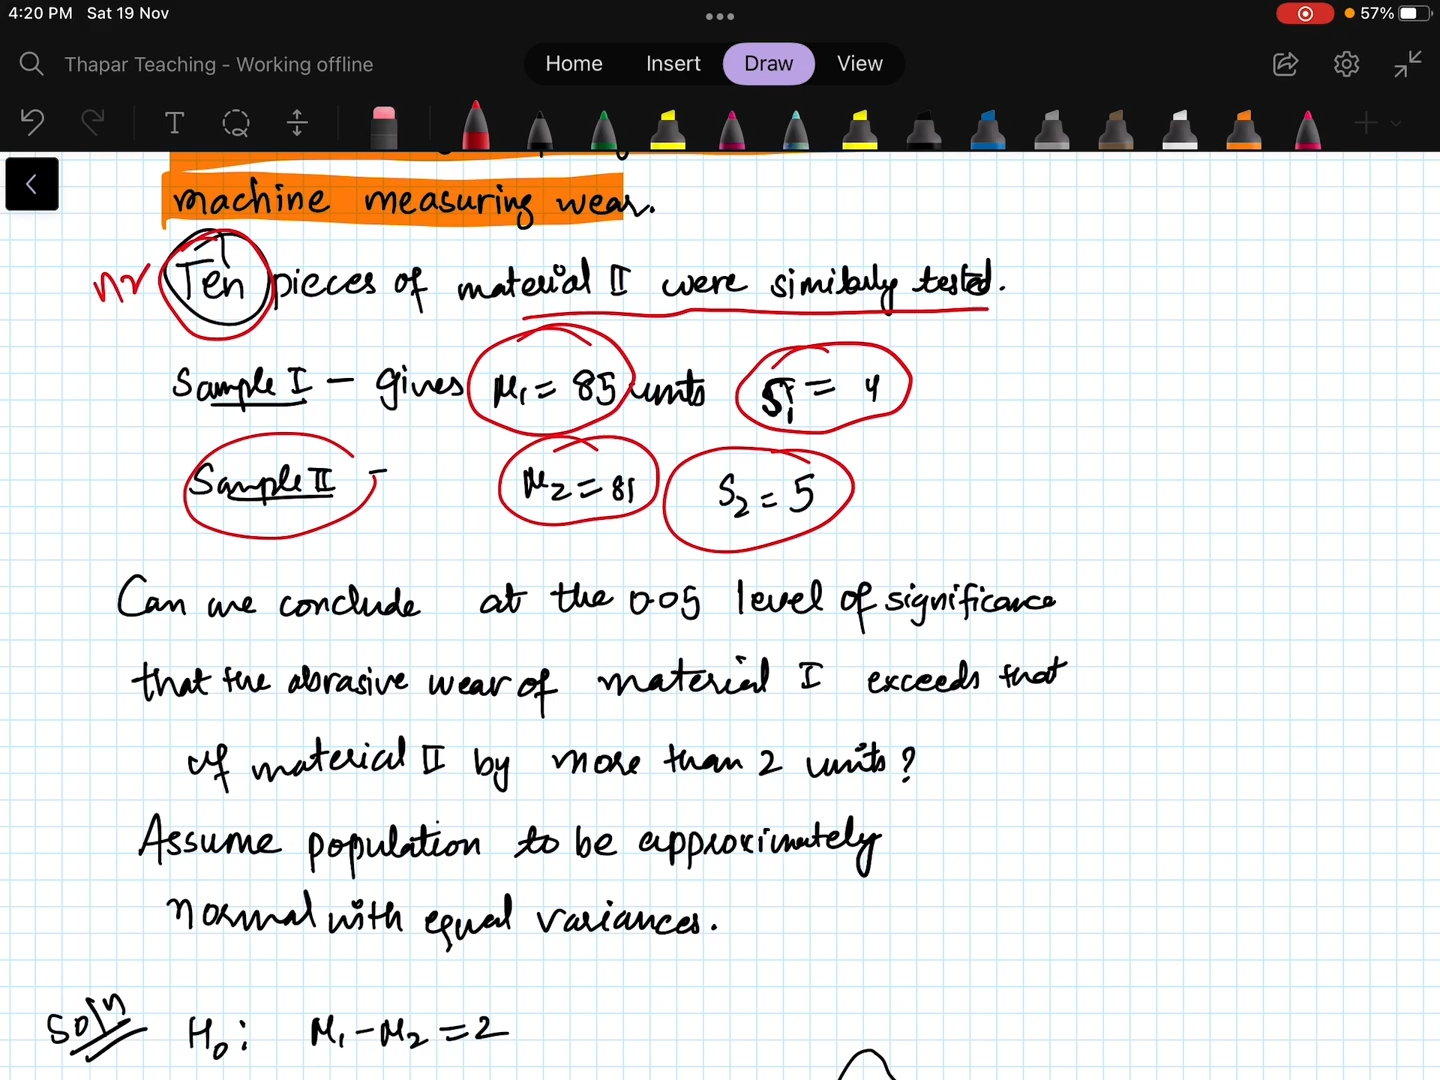 4:20 PM Sat 19 Nov
57%
Thapar Teaching - Working offline
Home Insert Draw View
T
machine measuring wear.
Ten pieces of material II were similarly tested.
Sample I - gives μ₁ = 85 units S₁ = 4
Sample II - μ₂ = 81 S₂ = 5
Can we conclude at the 0.05 level of significance
that the abrasive wear of material I exceeds that
of material II by more than 2 units?
Assume population to be approximately
normal with equal variances.
Soln H₀: μ₁ - μ₂ = 2